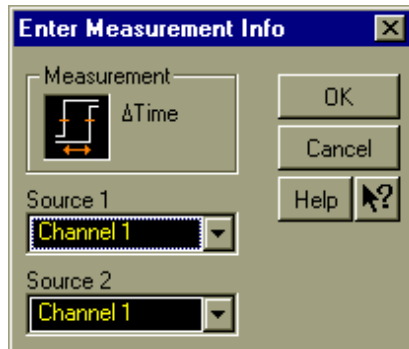 Enter Measurement Info
Measurement
ΔTime
OK
Cancel
Help
Source 1
Channel 1
Source 2
Channel 1